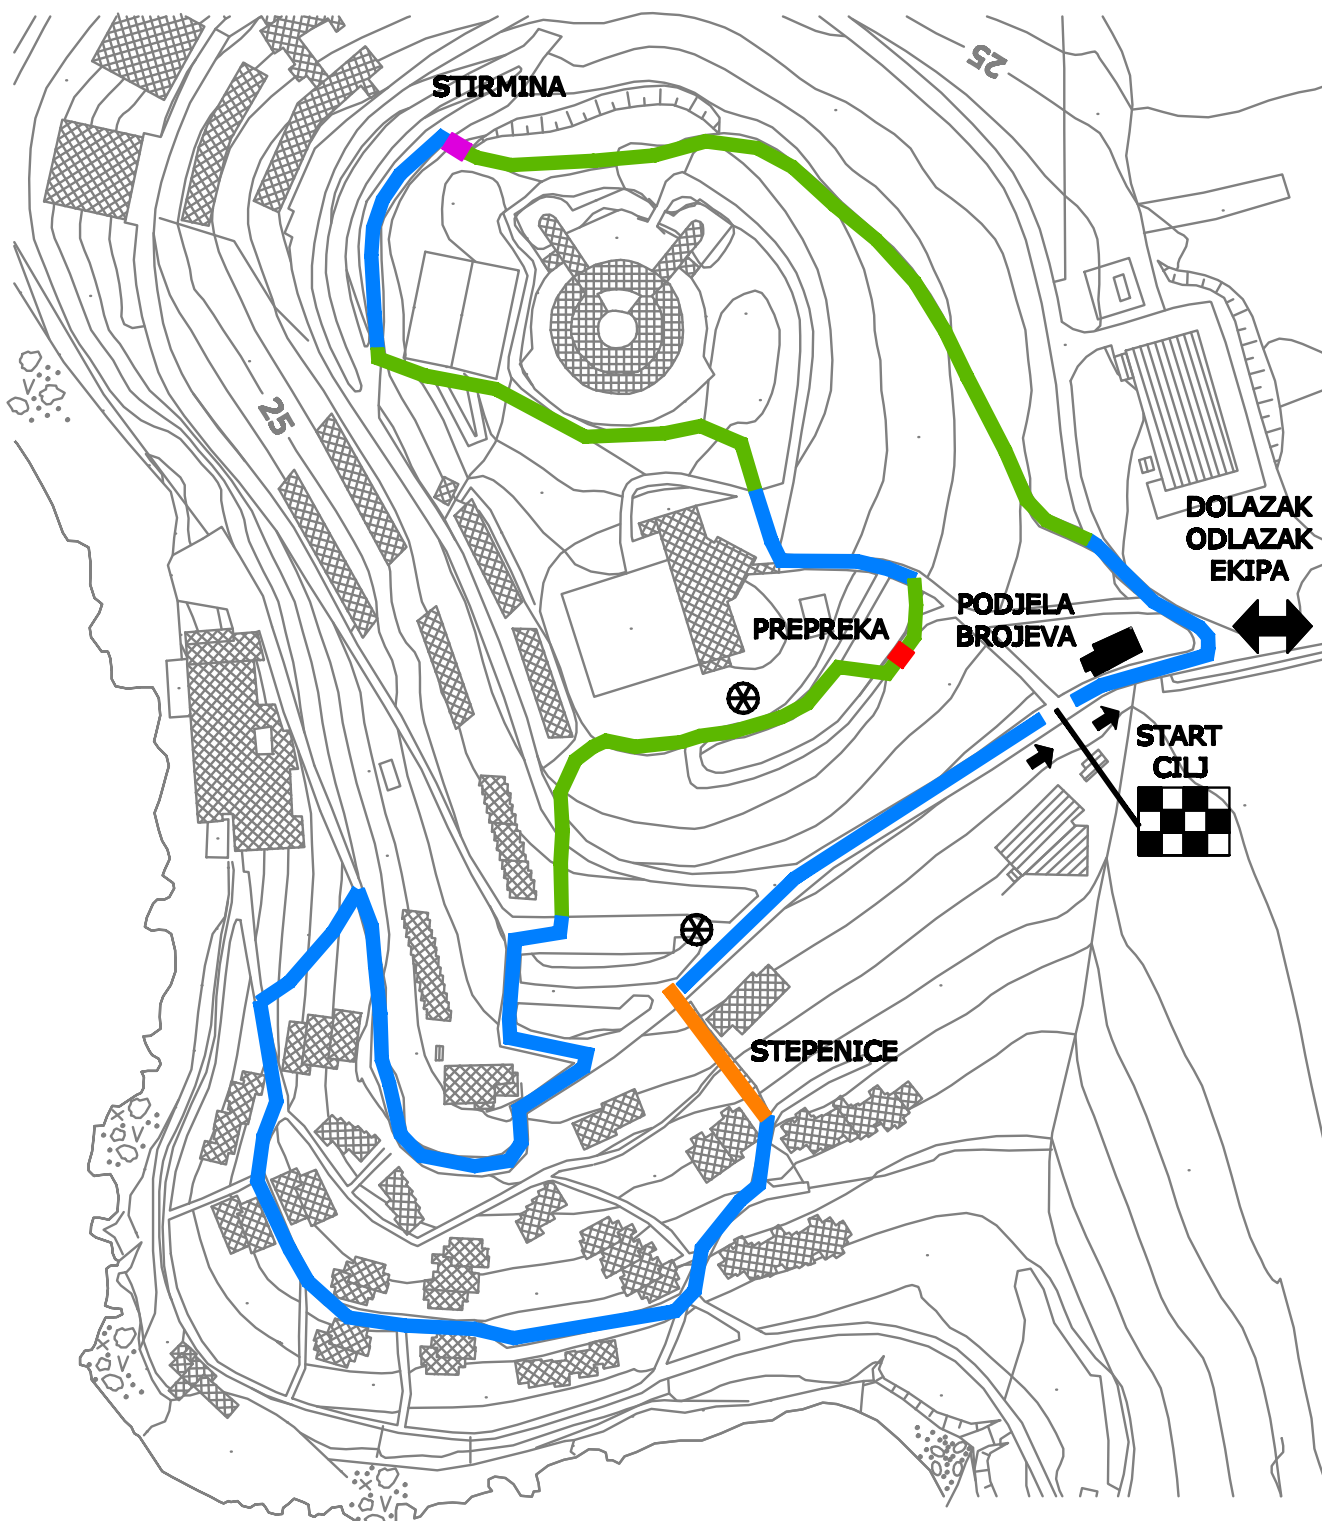 25
STIRMINA
25
DOLAZAK
ODLAZAK
EKIPA
PODJELA
BROJEVA
PREPREKA
START
CILJ
STEPENICE